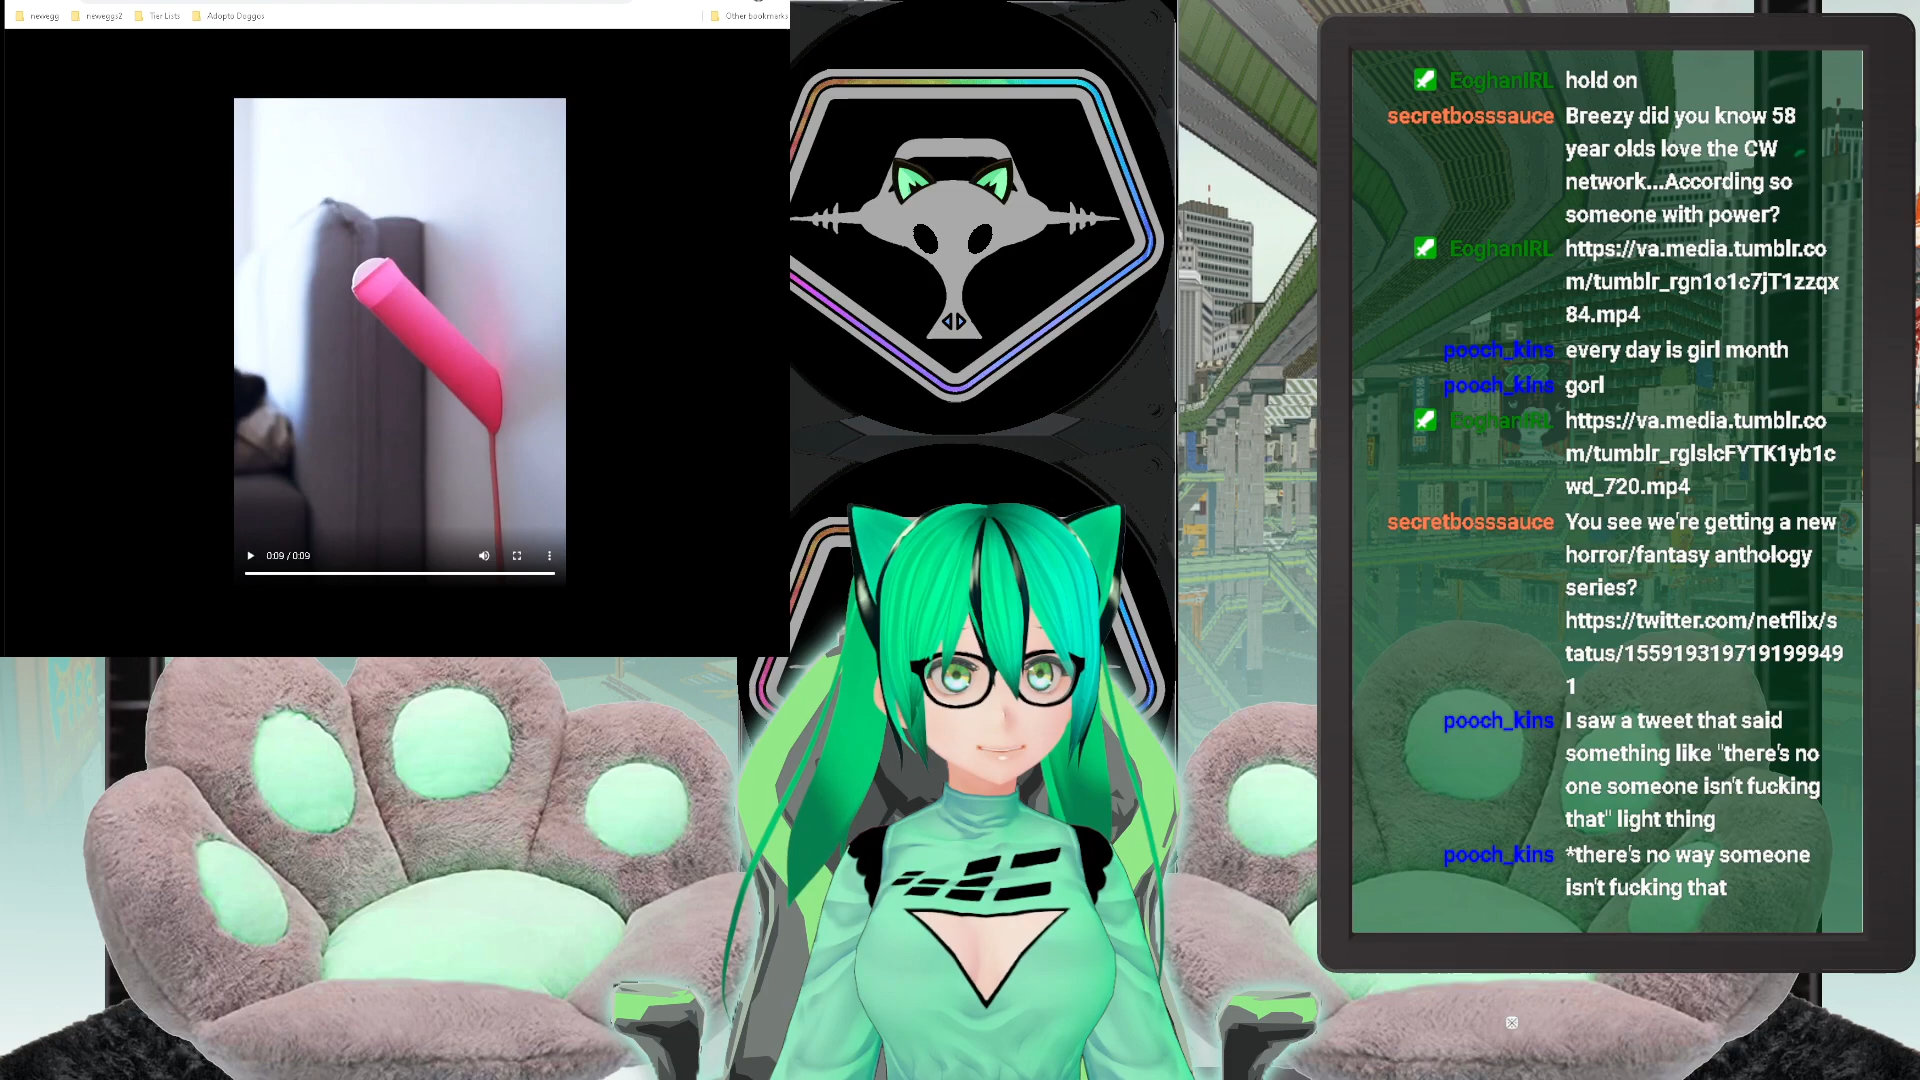 newegg
neweggs2
Tier Lists
Adopto Doggos
Other bookmarks
0:09 / 0:09
EoghanIRL hold on
secretbosssauce Breezy did you know 58
year olds love the CW
network...According so
someone with power?
EoghanIRL https://va.media.tumblr.co
m/tumblr_rgn1o1c7jT1zzqx
84.mp4
pooch_kins every day is girl month
pooch_kins gorl
EoghanIRL https://va.media.tumblr.co
m/tumblr_rglslcFYTK1yb1c
wd_720.mp4
secretbosssauce You see we're getting a new
horror/fantasy anthology
series?
https://twitter.com/netflix/s
tatus/155919319719199949
1
pooch_kins I saw a tweet that said
something like "there's no
one someone isn't fucking
that" light thing
pooch_kins *there's no way someone
isn't fucking that